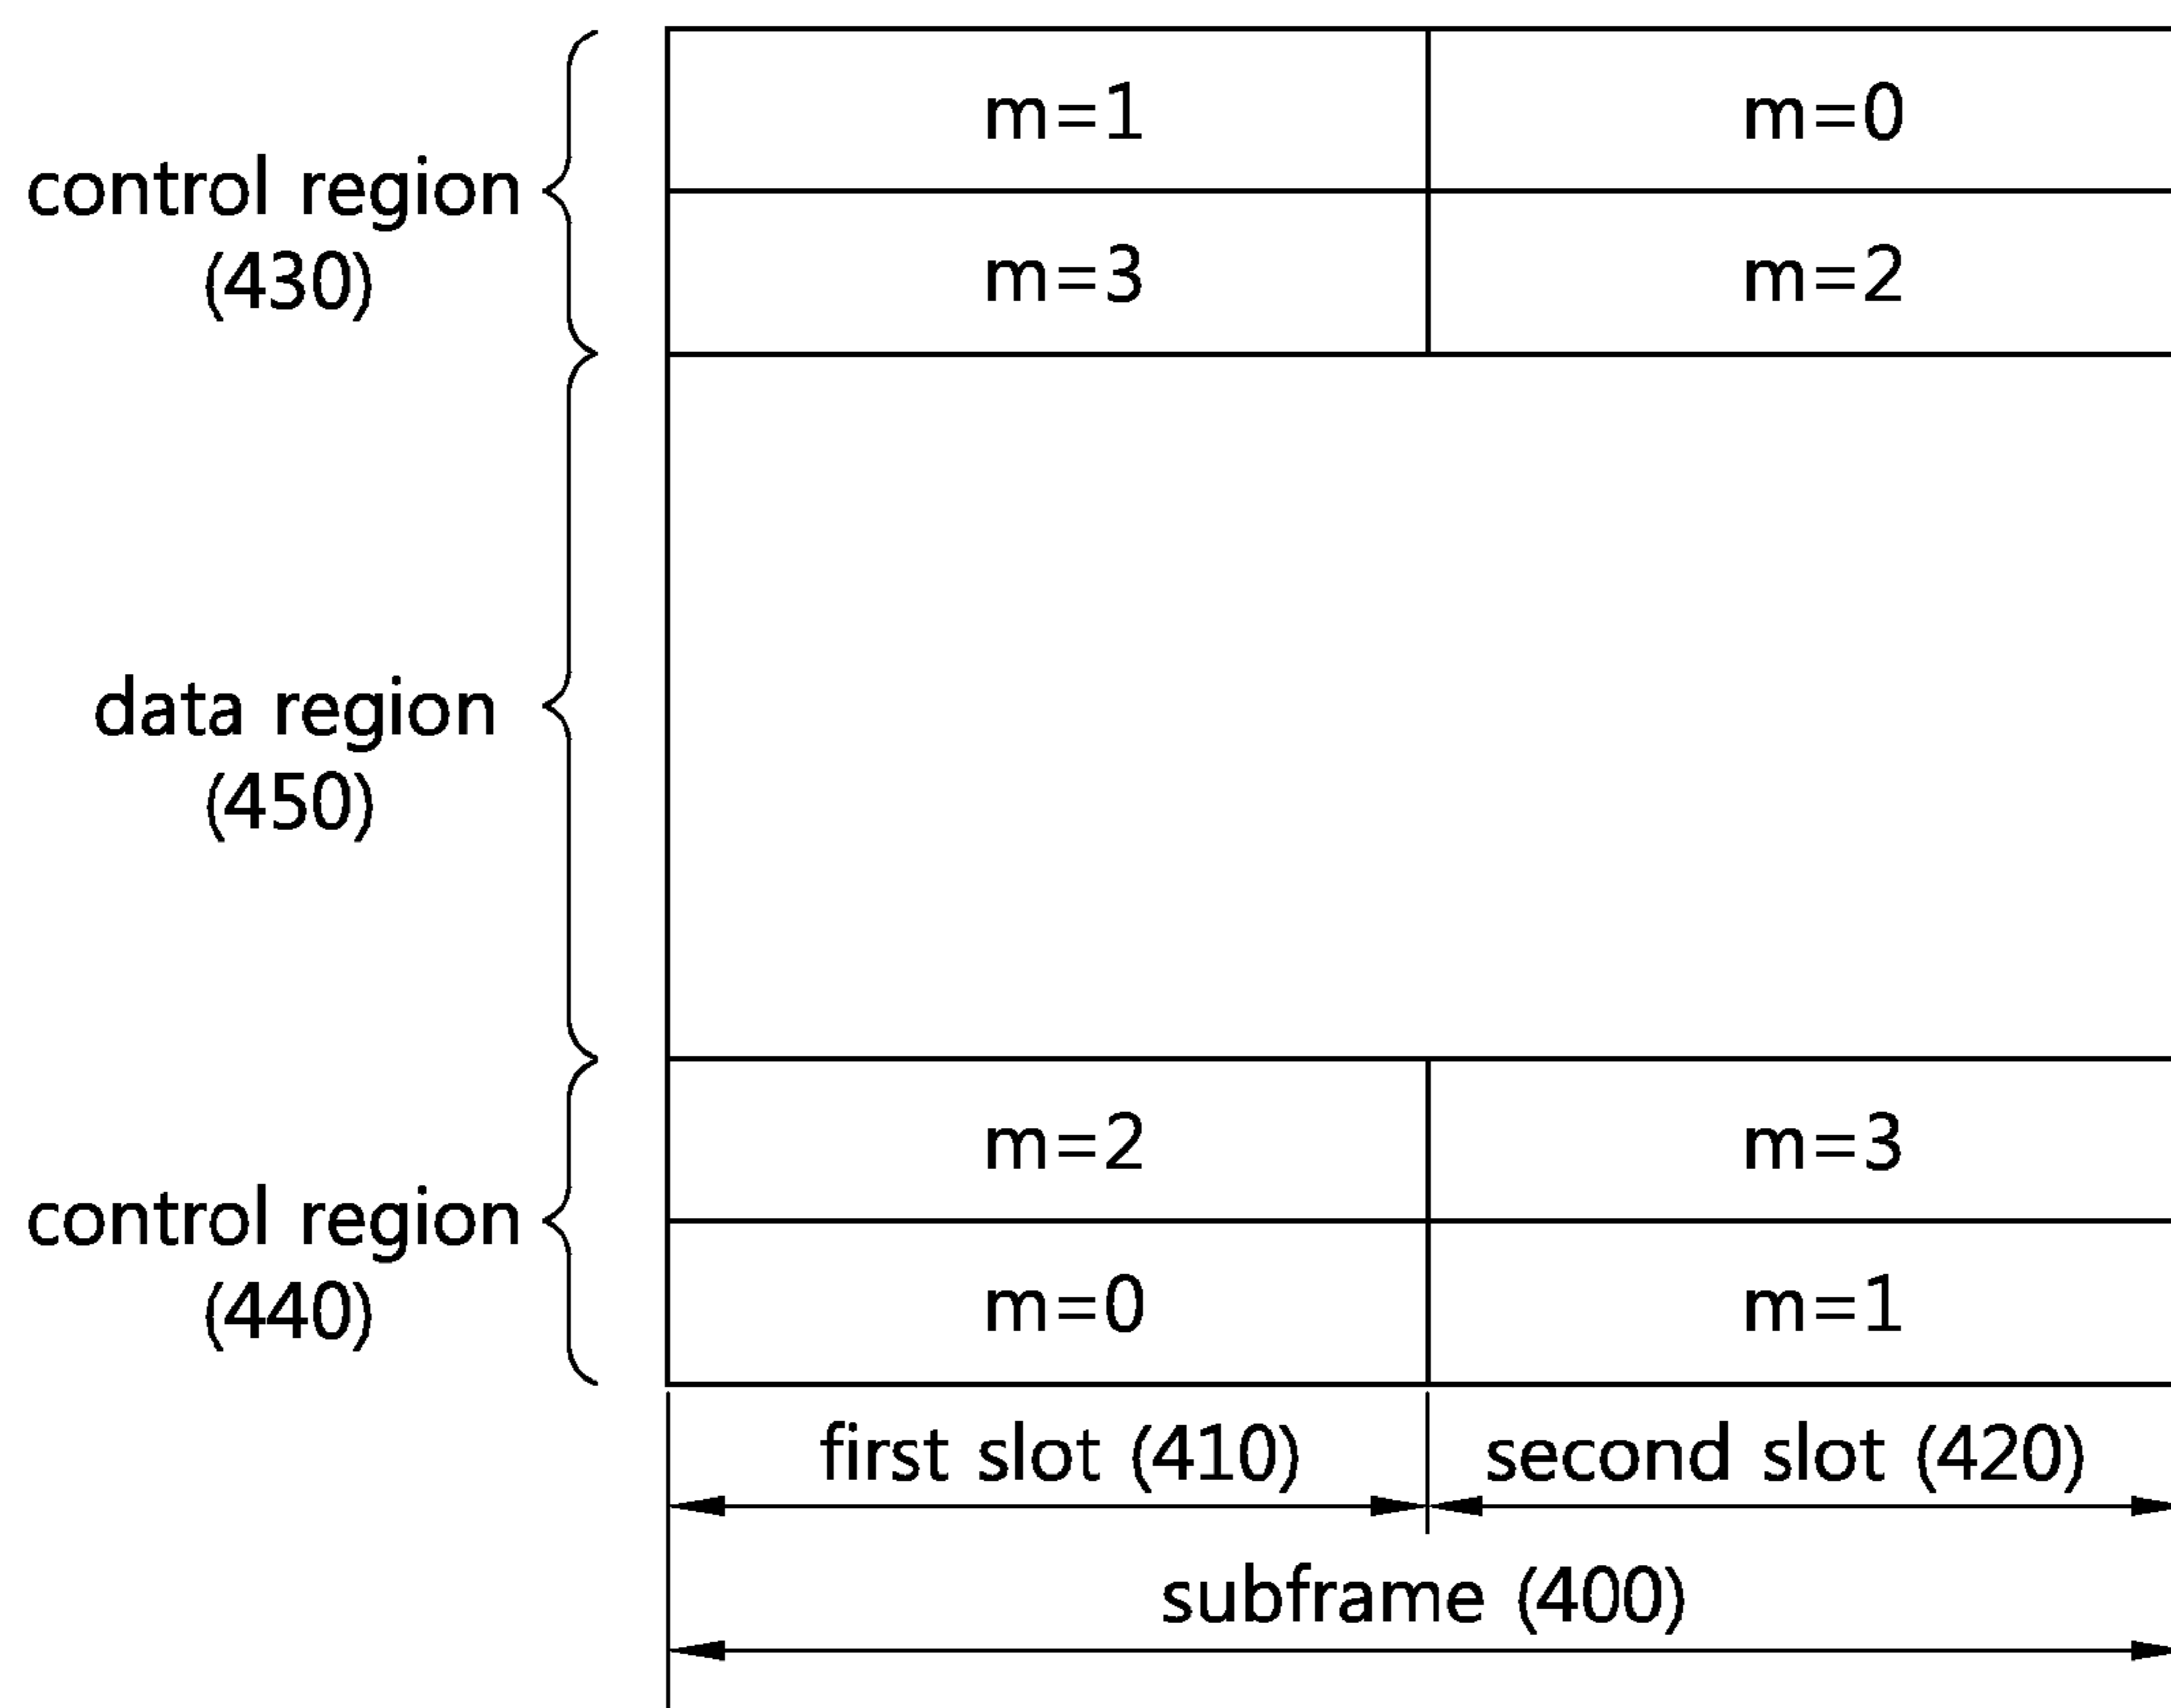 m=1 m=0
control region
(430)
m=3 m=2
data region
(450)
m=2 m=3
control region
(440)
m=0 m=1
first slot (410) second slot (420)
subframe (400)